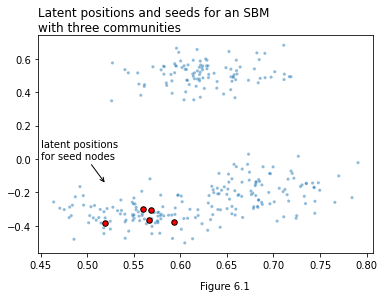 Latent positions and seeds for an SBM
with three communities
0.6
0.4
0.2
0.0
−0.2
−0.4
latent positions
for seed nodes
0.45 0.50 0.55 0.60 0.65 0.70 0.75 0.80
Figure 6.1